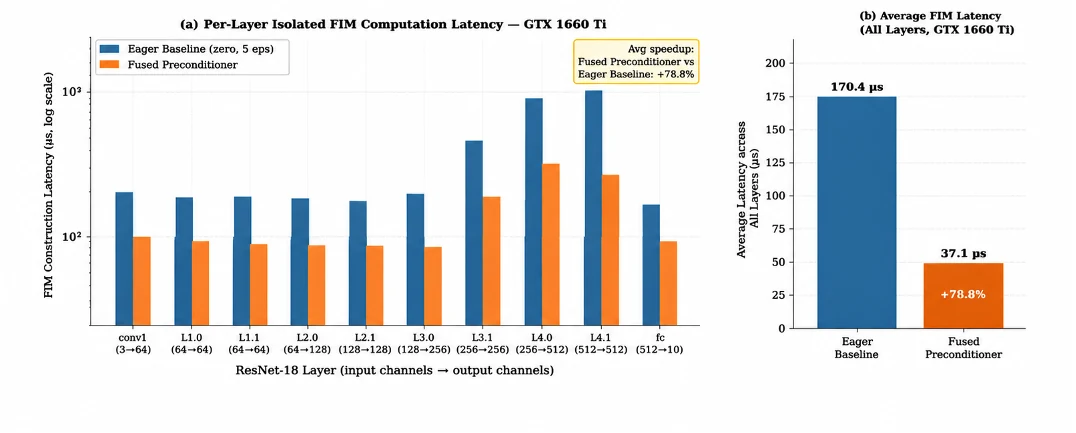 (a) Per-Layer Isolated FIM Computation Latency — GTX 1660 Ti
Eager Baseline (zero, 5 eps)
Fused Preconditioner
Avg speedup:
Fused Preconditioner vs
Eager Baseline: +78.8%
FIM Construction Latency (µs, log scale)
10³
10²
conv1 L1.0 L1.1 L2.0 L2.1 L3.0 L3.1 L4.0 L4.1 fc
(3→64) (64→64) (64→64) (64→128) (128→128) (128→256) (256→256) (256→512) (512→512) (512→10)
ResNet-18 Layer (input channels → output channels)
(b) Average FIM Latency
(All Layers, GTX 1660 Ti)
Average Latency access
All Layers (µs)
200
175
150
125
100
75
50
25
0
170.4 µs
37.1 µs
+78.8%
Eager
Baseline
Fused
Preconditioner